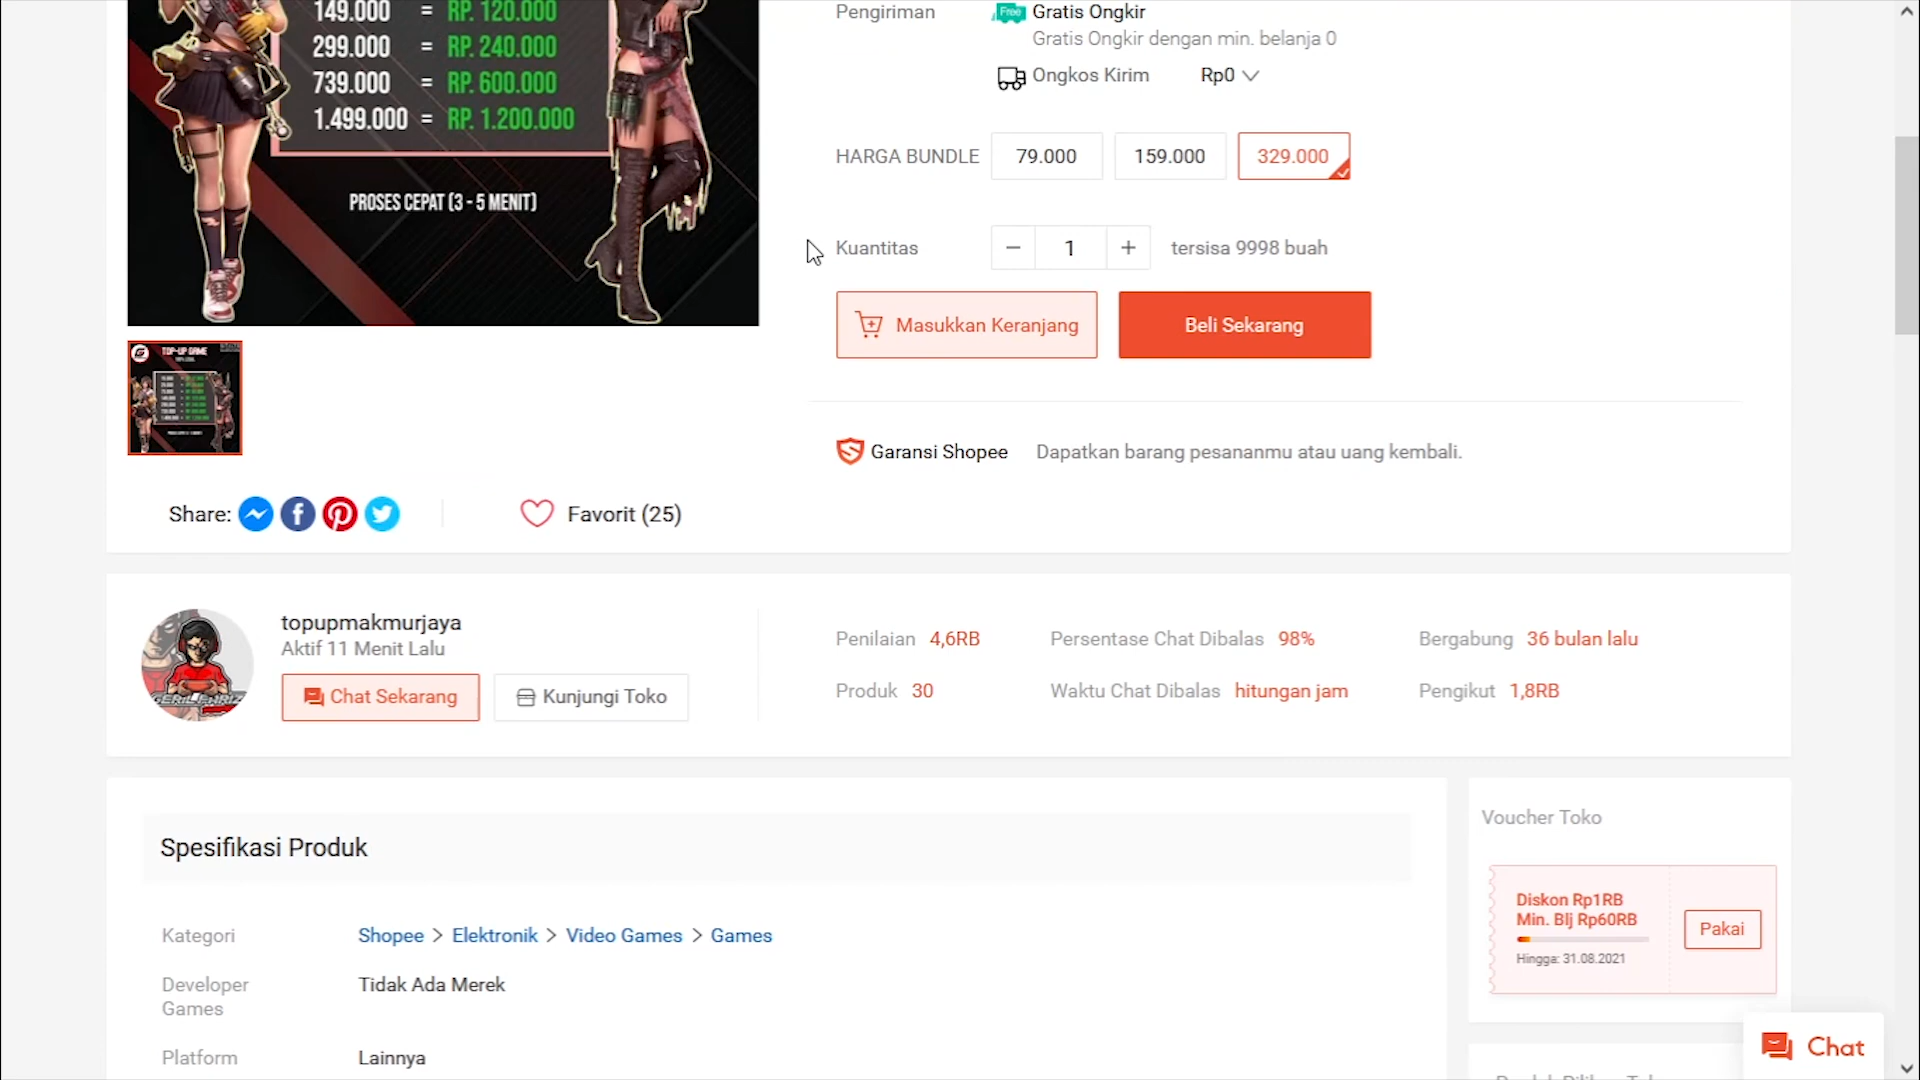 149.000 = RP. 120.000
299.000 = RP. 240.000
739.000 = RP. 600.000
1.499.000 = RP. 1.200.000
PROSES CEPAT (3 - 5 MENIT)
TOP-UP GAME
Share:
Favorit (25)
Pengiriman
Free
Gratis Ongkir
Gratis Ongkir dengan min. belanja 0
Ongkos Kirim Rp0
HARGA BUNDLE 79.000 159.000 329.000
Kuantitas − 1 + tersisa 9998 buah
Masukkan Keranjang Beli Sekarang
Garansi Shopee Dapatkan barang pesananmu atau uang kembali.
topupmakmurjaya
Aktif 11 Menit Lalu
Chat Sekarang Kunjungi Toko
Penilaian 4,6RB Persentase Chat Dibalas 98% Bergabung 36 bulan lalu
Produk 30 Waktu Chat Dibalas hitungan jam Pengikut 1,8RB
Spesifikasi Produk
Kategori Shopee > Elektronik > Video Games > Games
Developer Games Tidak Ada Merek
Platform Lainnya
Voucher Toko
Diskon Rp1RB
Min. Blj Rp60RB
Hingga: 31.08.2021
Pakai
Chat